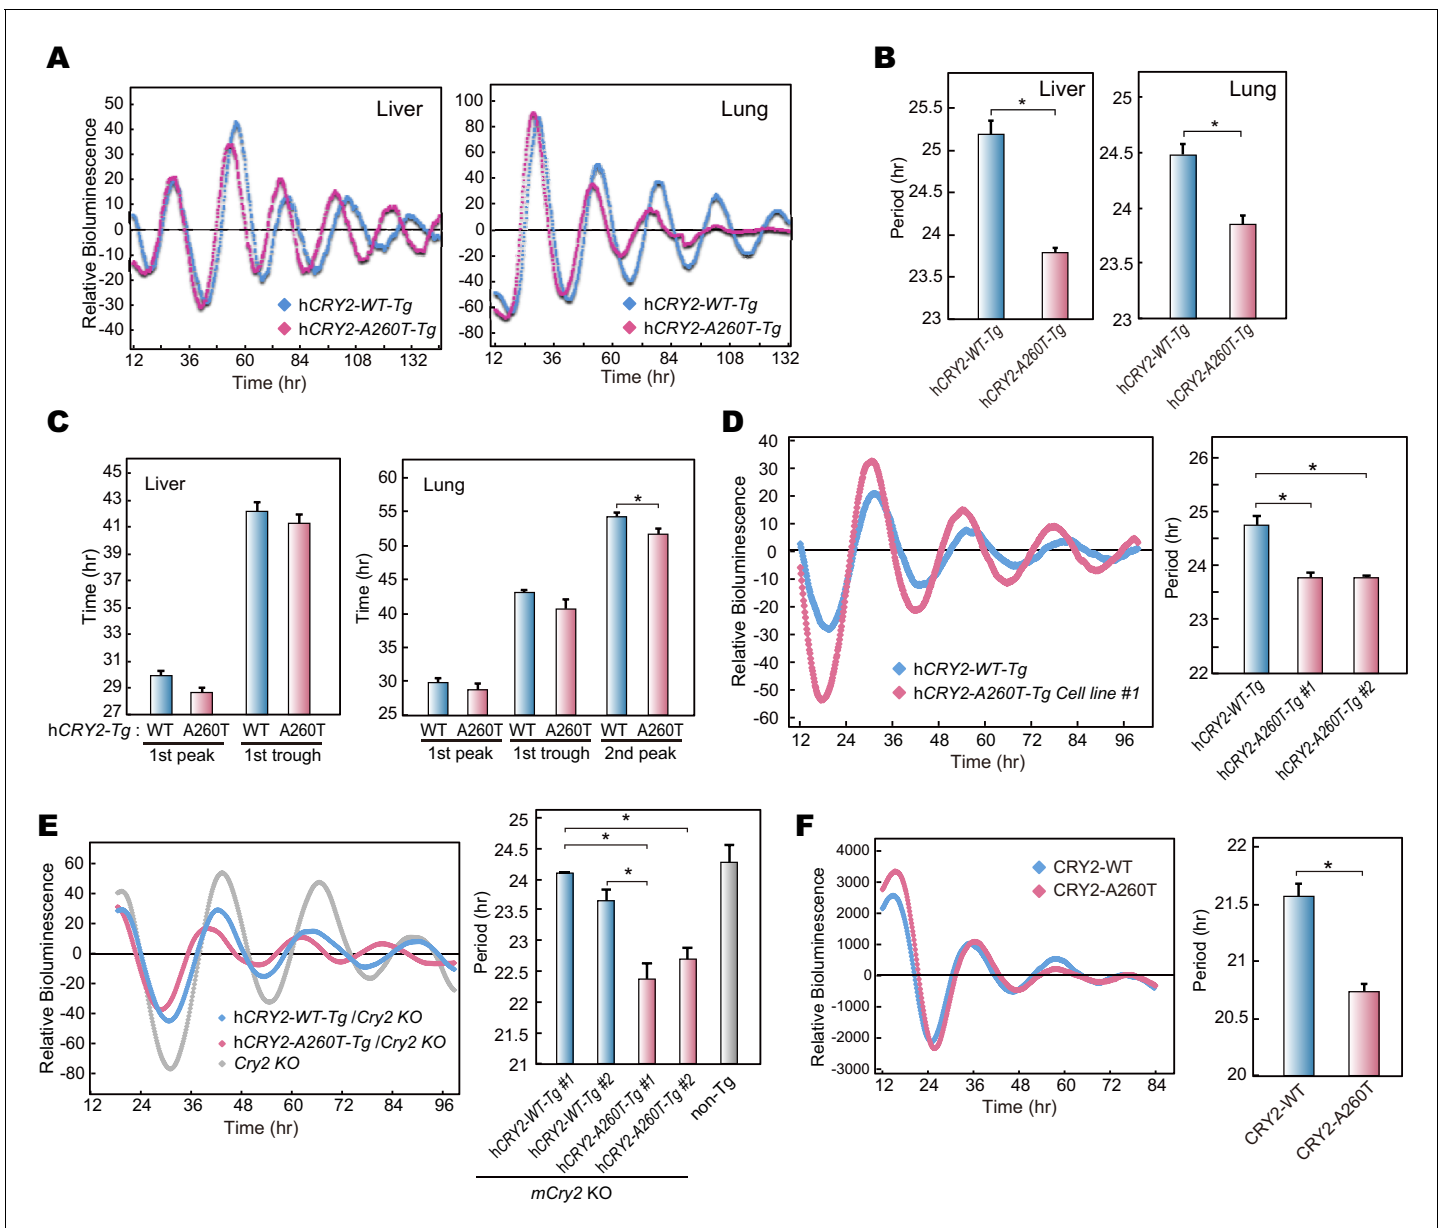 A
50
40
30
20
10
0
-10
-20
-30
-40
Relative Bioluminescence
Liver
hCRY2-WT-Tg
hCRY2-A260T-Tg
12 36 60 84 108 132
Time (hr)
100
80
60
40
20
0
-20
-40
-60
-80
Lung
hCRY2-WT-Tg
hCRY2-A260T-Tg
12 36 60 84 108 132
Time (hr)
B
Period (hr)
25.5
25
24.5
24
23.5
23
Liver
*
hCRY2-WT-Tg
hCRY2-A260T-Tg
25
24.5
24
23.5
23
Lung
*
hCRY2-WT-Tg
hCRY2-A260T-Tg
C
Time (hr)
45
43
41
39
37
35
33
31
29
27
Liver
hCRY2-Tg : WT A260T WT A260T
1st peak 1st trough
Time (hr)
60
55
50
45
40
35
30
25
Lung
*
WT A260T WT A260T WT A260T
1st peak 1st trough 2nd peak
D
Relative Bioluminescence
40
30
20
10
0
-10
-20
-30
-40
-50
-60
hCRY2-WT-Tg
hCRY2-A260T-Tg Cell line #1
12 24 36 48 60 72 84 96
Time (hr)
Period (hr)
26
25
24
23
22
*
*
hCRY2-WT-Tg
hCRY2-A260T-Tg #1
hCRY2-A260T-Tg #2
E
Relative Bioluminescence
60
40
20
0
-20
-40
-60
-80
hCRY2-WT-Tg /Cry2 KO
hCRY2-A260T-Tg /Cry2 KO
Cry2 KO
12 24 36 48 60 72 84 96
Time (hr)
Period (hr)
25
24.5
24
23.5
23
22.5
22
21.5
21
*
*
*
hCRY2-WT-Tg #1
hCRY2-WT-Tg #2
hCRY2-A260T-Tg #1
hCRY2-A260T-Tg #2
non-Tg
mCry2 KO
F
Relative Bioluminescence
4000
3000
2000
1000
0
-1000
-2000
-3000
CRY2-WT
CRY2-A260T
12 24 36 48 60 72 84
Time (hr)
Period (hr)
22
21.5
21
20.5
20
*
CRY2-WT
CRY2-A260T